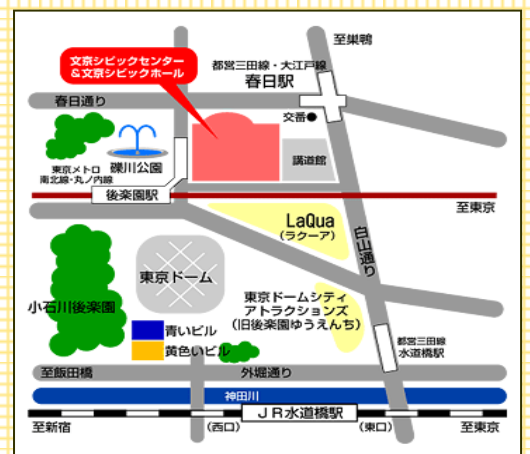 至巣鴨
文京シビックセンター
＆文京シビックホール
都営三田線・大江戸線
春日駅
春日通り
交番
東京メトロ
南北線・丸ノ内線
礫川公園
講道館
後楽園駅
至東京
LaQua
(ラクーア)
白山通り
東京ドーム
小石川後楽園
東京ドームシティ
アトラクションズ
(旧後楽園ゆうえんち)
青いビル
黄色いビル
都営三田線
水道橋駅
至飯田橋
外堀通り
神田川
ＪＲ水道橋駅
至新宿
(西口)
(東口)
至東京